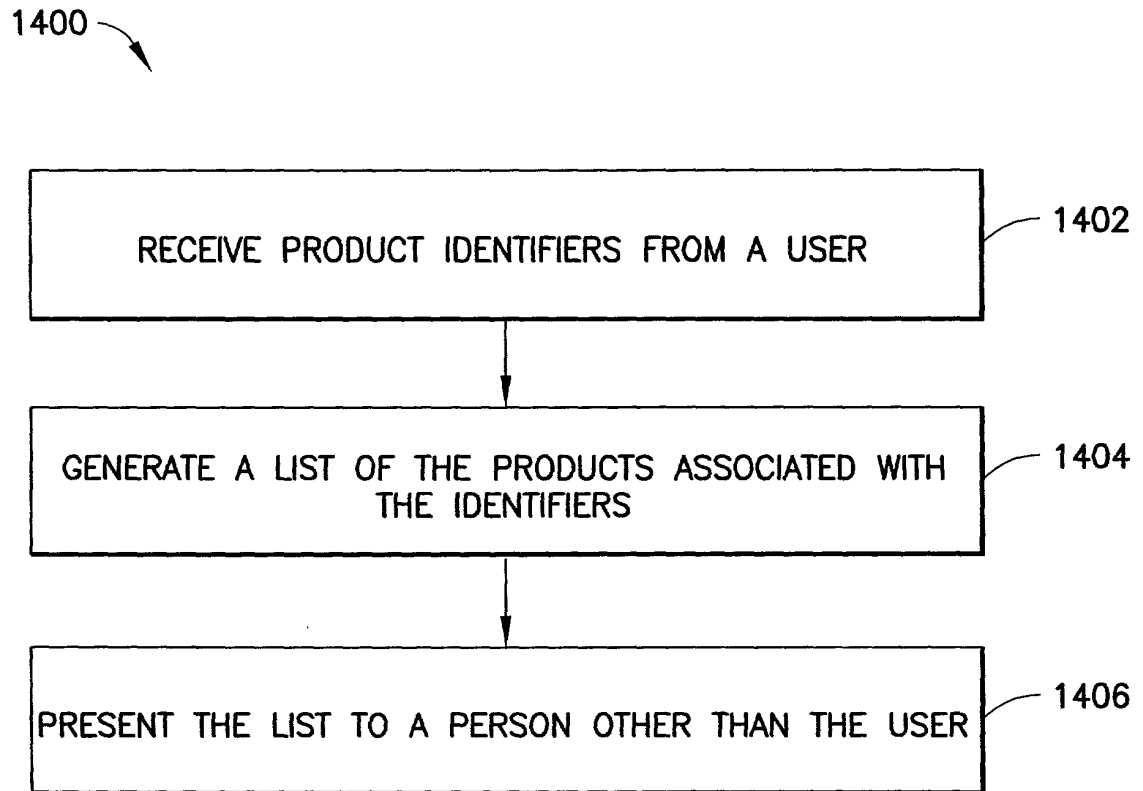 1400
RECEIVE PRODUCT IDENTIFIERS FROM A USER
1402
GENERATE A LIST OF THE PRODUCTS ASSOCIATED WITH
THE IDENTIFIERS
1404
PRESENT THE LIST TO A PERSON OTHER THAN THE USER
1406